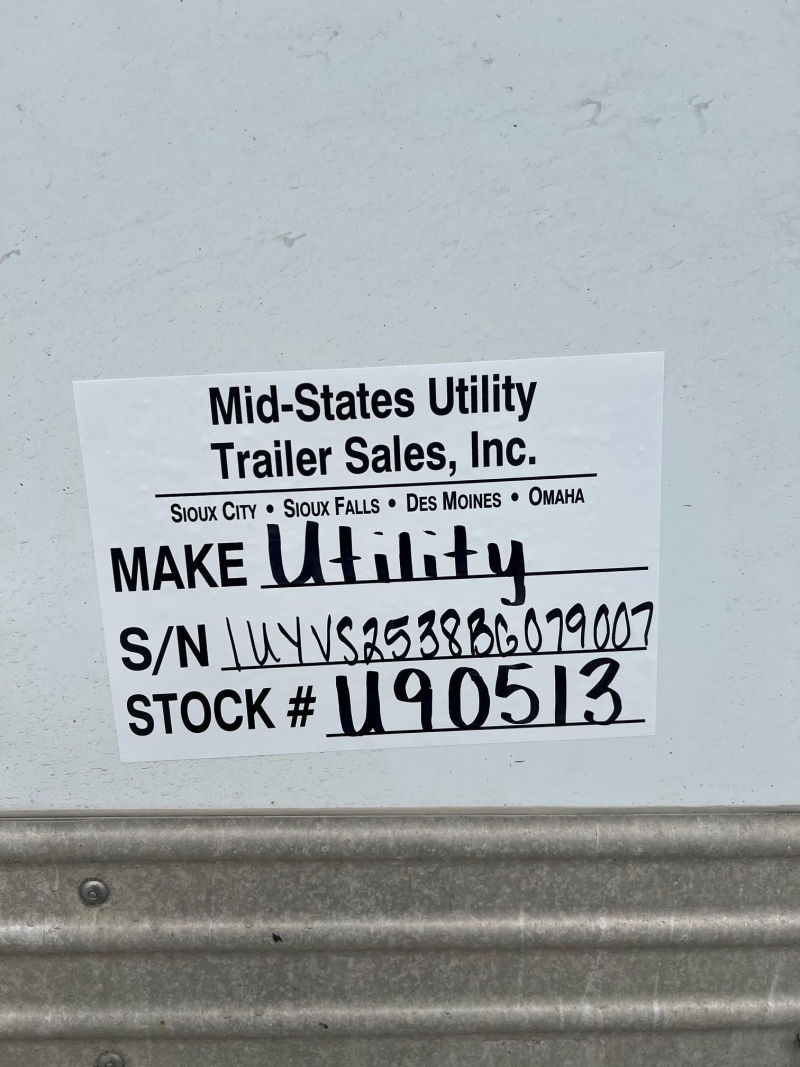 Mid-States Utility
Trailer Sales, Inc.
SIOUX CITY • SIOUX FALLS • DES MOINES • OMAHA
MAKE Utility
S/N 1UYVS2538BG079007
STOCK # U90513